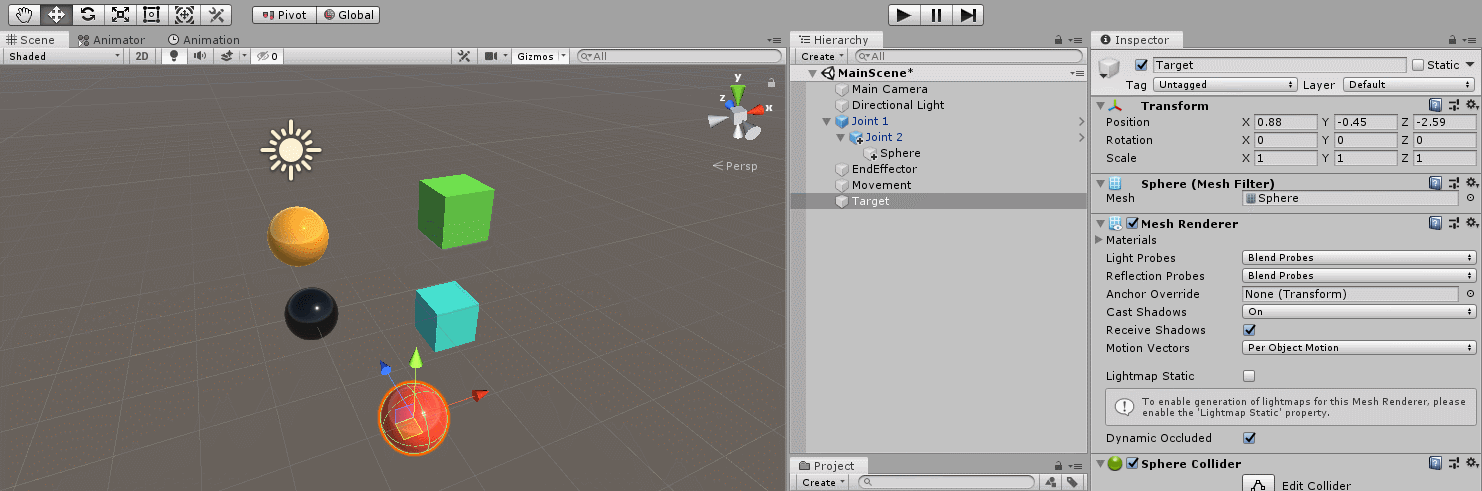 Pivot Global
Scene Animator Animation
Shaded 2D 0 Gizmos All
y
z
x
Persp
Hierarchy
Create All
MainScene*
Main Camera
Directional Light
Joint 1
Joint 2
Sphere
EndEffector
Movement
Target
Project
Create
Inspector
Target Static
Tag Untagged Layer Default
Transform
Position X 0.88 Y -0.45 Z -2.59
Rotation X 0 Y 0 Z 0
Scale X 1 Y 1 Z 1
Sphere (Mesh Filter)
Mesh Sphere
Mesh Renderer
Materials
Light Probes Blend Probes
Reflection Probes Blend Probes
Anchor Override None (Transform)
Cast Shadows On
Receive Shadows
Motion Vectors Per Object Motion
Lightmap Static
To enable generation of lightmaps for this Mesh Renderer, please
enable the 'Lightmap Static' property.
Dynamic Occluded
Sphere Collider
Edit Collider